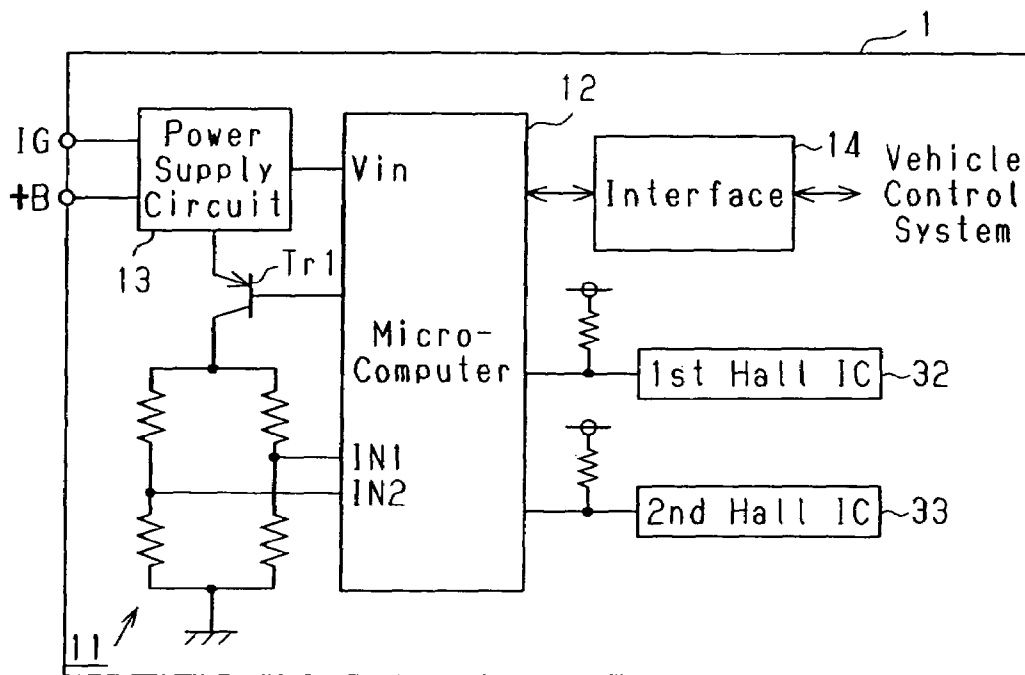 1
12
IG
+B
Power
Supply
Circuit
13
Vin
14
Interface
Vehicle
Control
System
Tr1
Micro-
Computer
1st Hall IC
32
IN1
IN2
2nd Hall IC
33
11